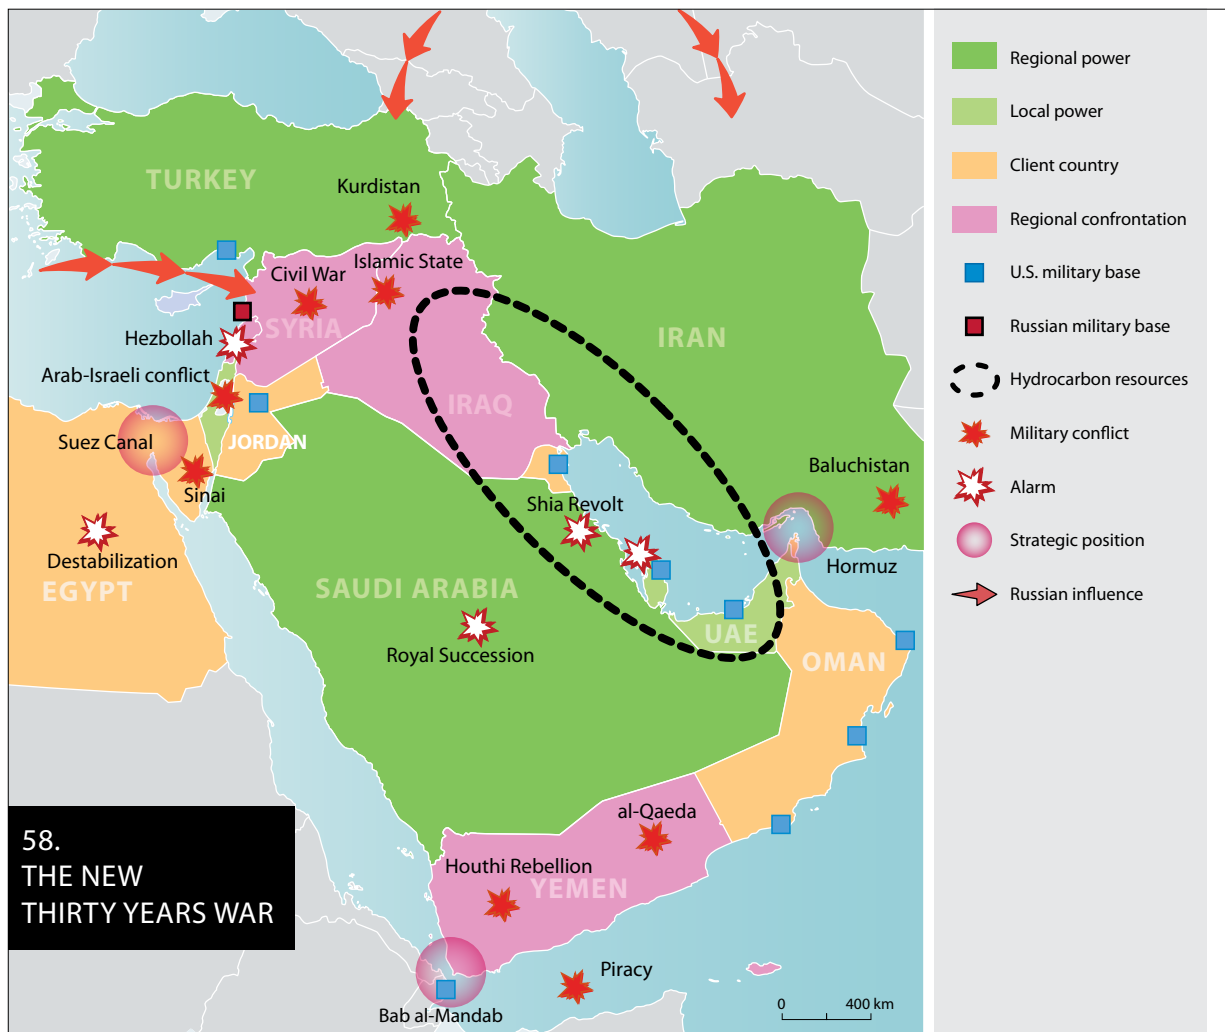 TURKEY
Kurdistan
Civil War
Islamic State
SYRIA
IRAN
Hezbollah
Arab-Israeli conflict
IRAQ
Suez Canal
JORDAN
Sinai
Baluchistan
Shia Revolt
Destabilization
EGYPT
Hormuz
SAUDI ARABIA
UAE
Royal Succession
OMAN
al-Qaeda
Houthi Rebellion
YEMEN
Piracy
Bab al-Mandab
0 400 km
58.
THE NEW
THIRTY YEARS WAR
Regional power
Local power
Client country
Regional confrontation
U.S. military base
Russian military base
Hydrocarbon resources
Military conflict
Alarm
Strategic position
Russian influence